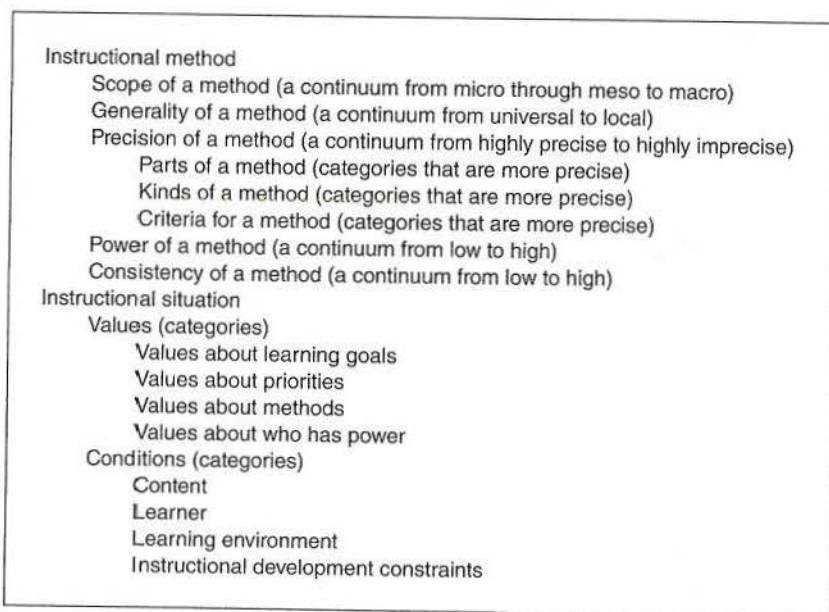 Instructional method
Scope of a method (a continuum from micro through meso to macro)
Generality of a method (a continuum from universal to local)
Precision of a method (a continuum from highly precise to highly imprecise)
Parts of a method (categories that are more precise)
Kinds of a method (categories that are more precise)
Criteria for a method (categories that are more precise)
Power of a method (a continuum from low to high)
Consistency of a method (a continuum from low to high)
Instructional situation
Values (categories)
Values about learning goals
Values about priorities
Values about methods
Values about who has power
Conditions (categories)
Content
Learner
Learning environment
Instructional development constraints